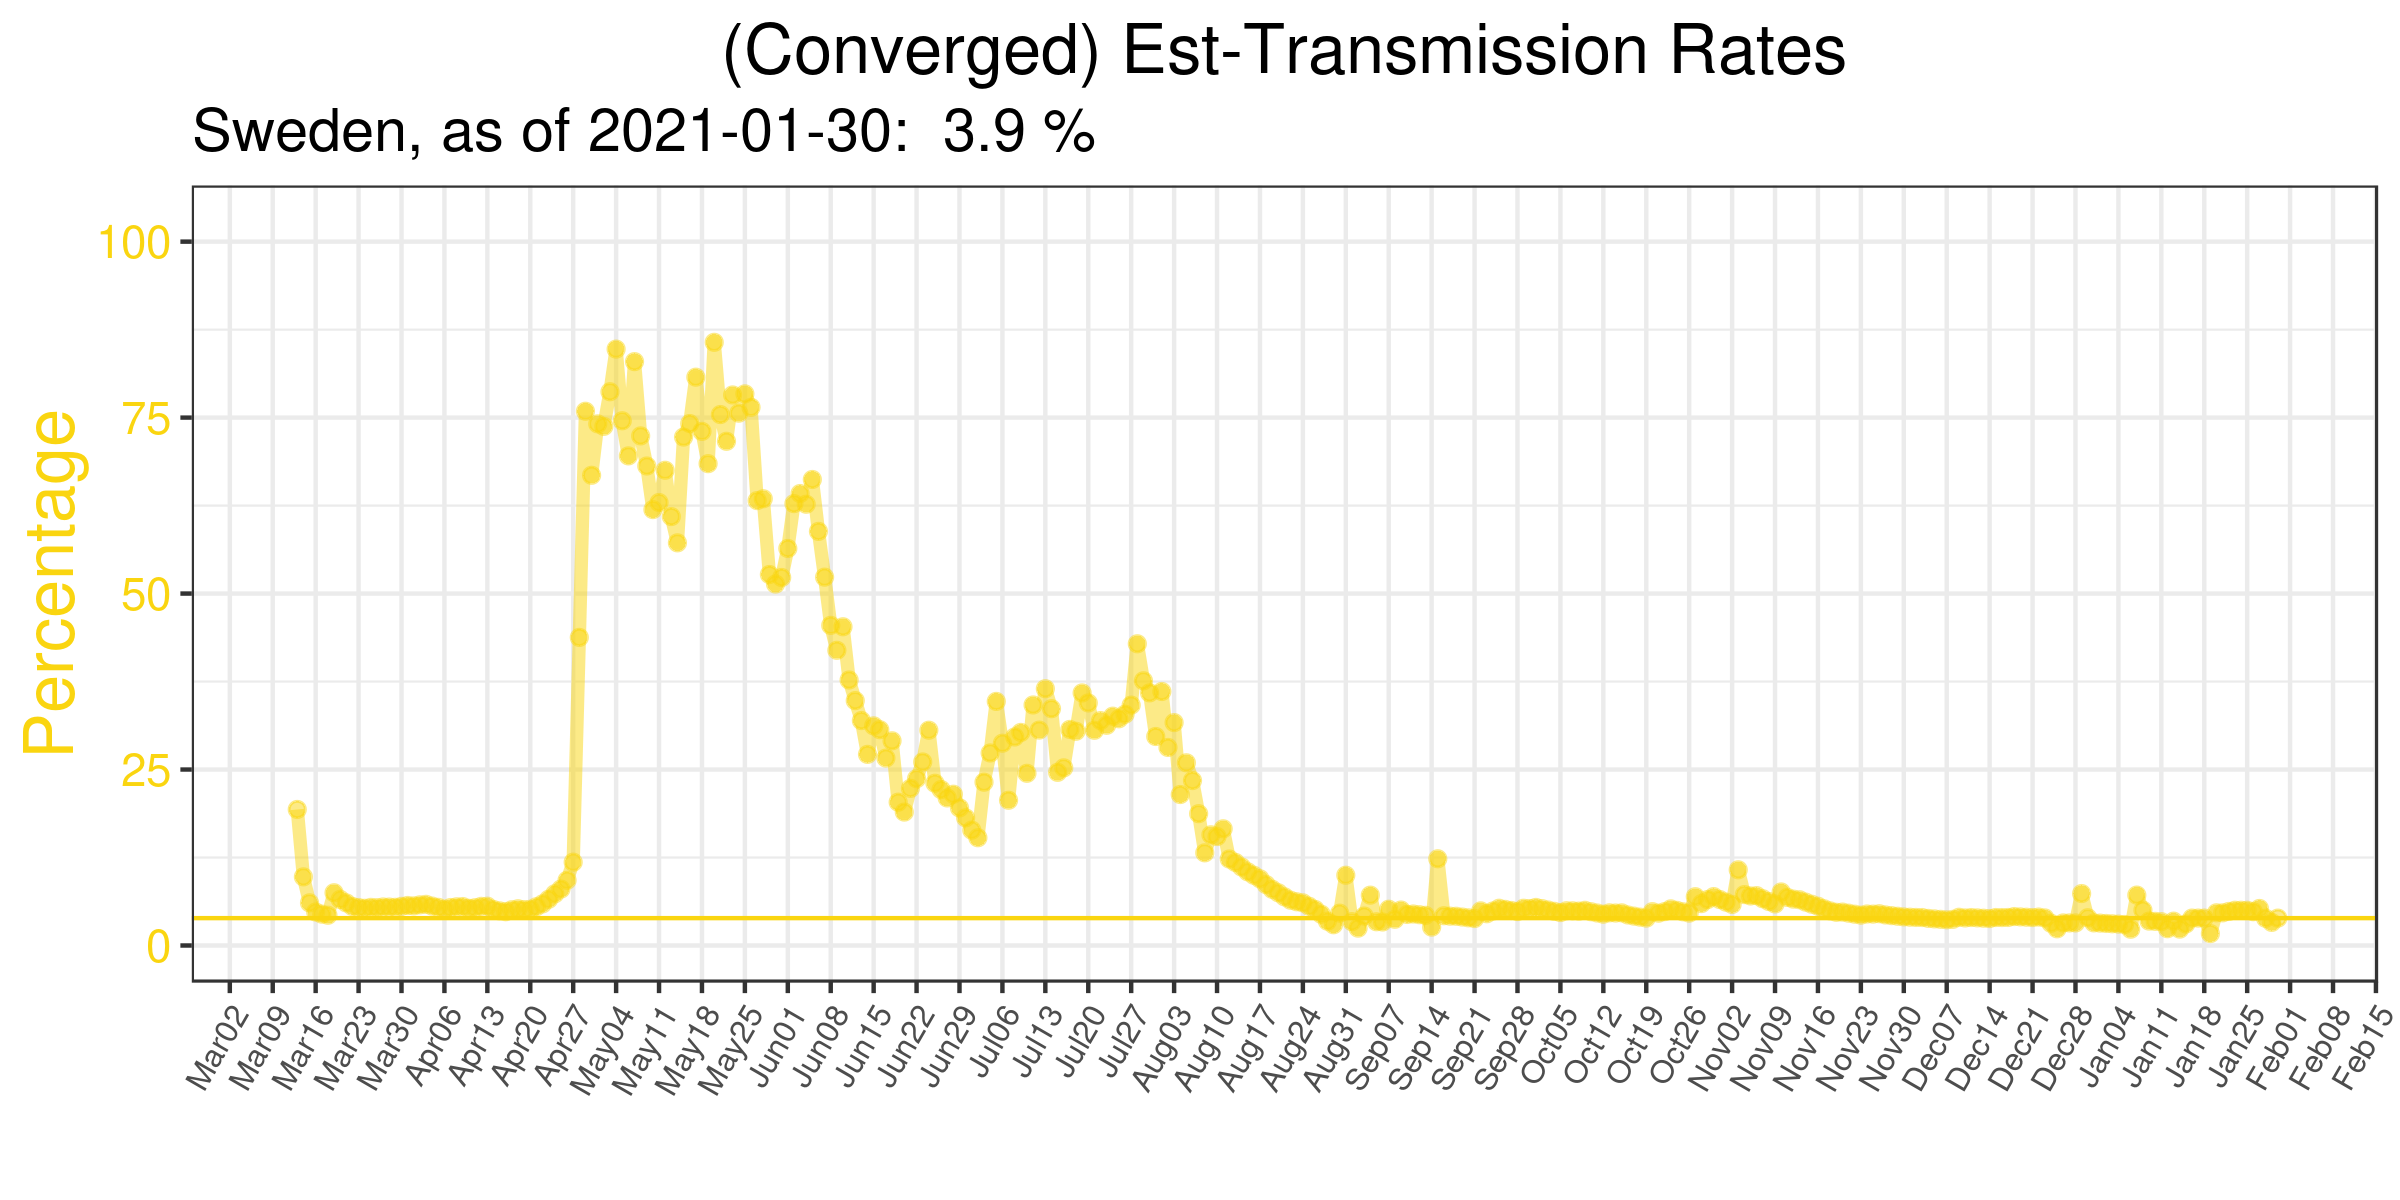 (Converged) Est-Transmission Rates
Sweden, as of 2021-01-30:  3.9 %
Percentage
100
75
50
25
0
Mar02
Mar09
Mar16
Mar23
Mar30
Apr06
Apr13
Apr20
Apr27
May04
May11
May18
May25
Jun01
Jun08
Jun15
Jun22
Jun29
Jul06
Jul13
Jul20
Jul27
Aug03
Aug10
Aug17
Aug24
Aug31
Sep07
Sep14
Sep21
Sep28
Oct05
Oct12
Oct19
Oct26
Nov02
Nov09
Nov16
Nov23
Nov30
Dec07
Dec14
Dec21
Dec28
Jan04
Jan11
Jan18
Jan25
Feb01
Feb08
Feb15